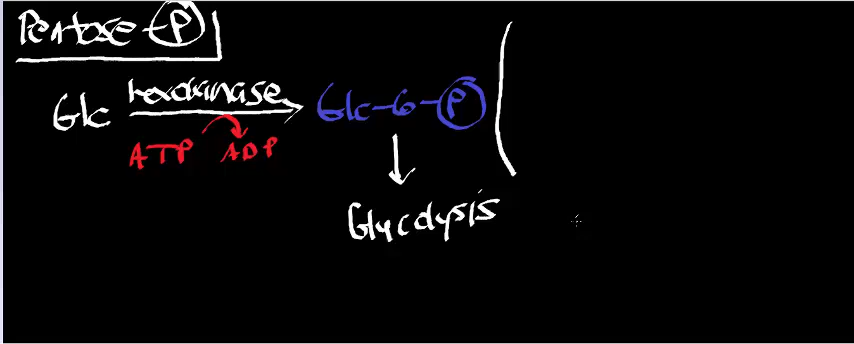 Pentose-P
Glc hexokinase Glc-6-P
ATP ADP
Glycolysis